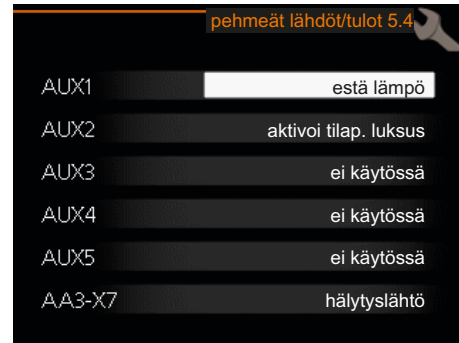 pehmeät lähdöt/tulot 5.4
AUX1 estä lämpö
AUX2 aktivoi tilap. luksus
AUX3 ei käytössä
AUX4 ei käytössä
AUX5 ei käytössä
AA3-X7 hälytyslähtö